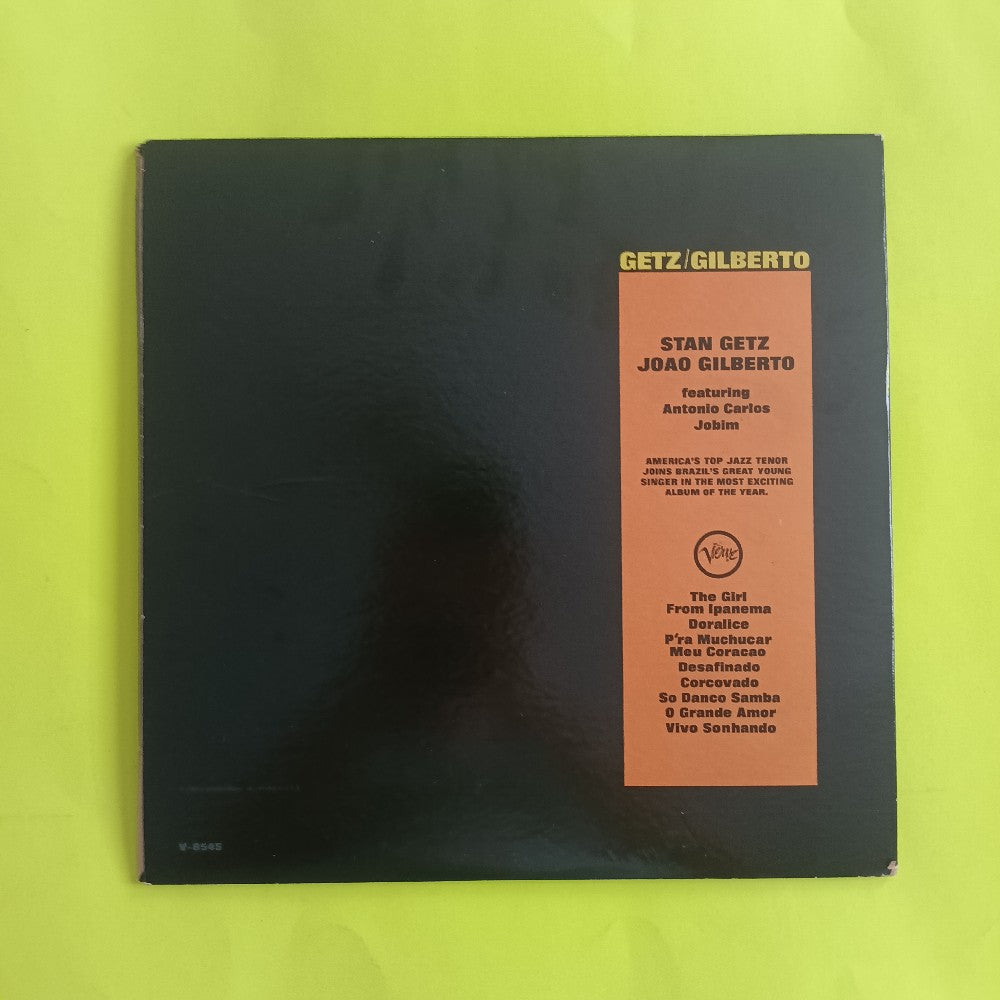 GETZ/GILBERTO
STAN GETZ
JOAO GILBERTO
featuring
Antonio Carlos
Jobim
AMERICA'S TOP JAZZ TENOR
JOINS BRAZIL'S GREAT YOUNG
SINGER IN THE MOST EXCITING
ALBUM OF THE YEAR.
Verve
The Girl
From Ipanema
Doralice
P'ra Muchucar
Meu Coracao
Desafinado
Corcovado
So Danco Samba
O Grande Amor
Vivo Sonhando
V-8545